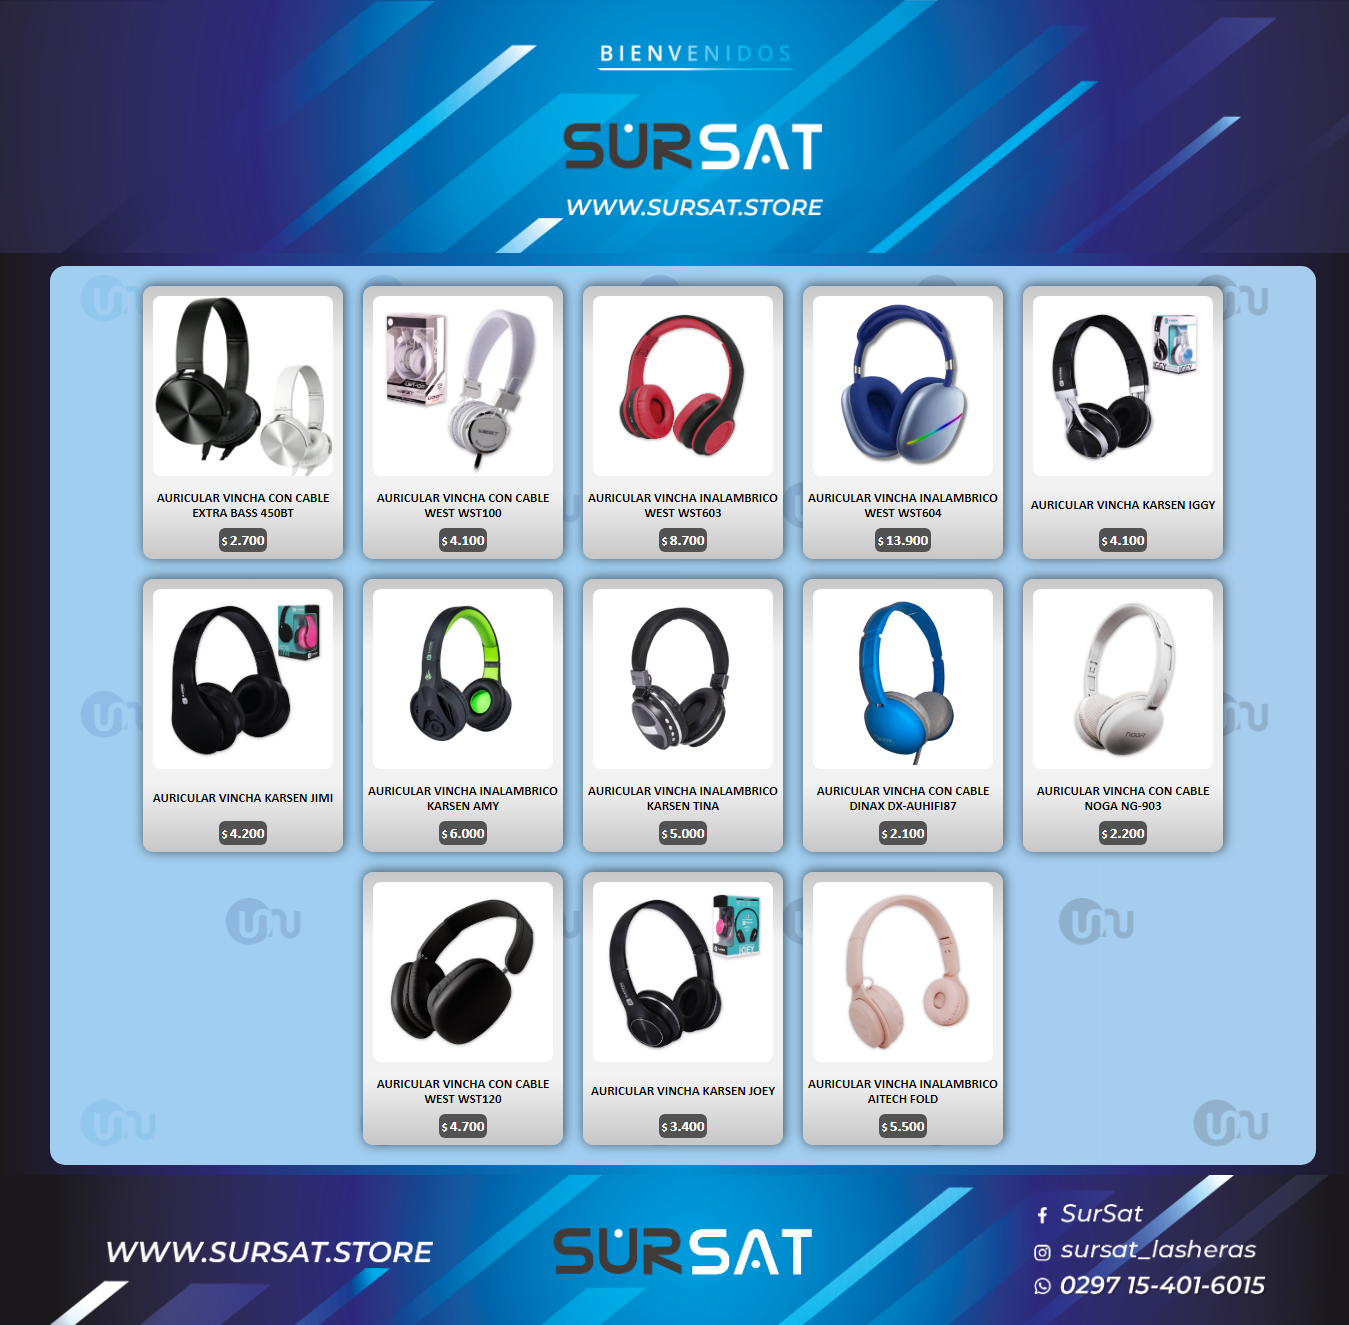 BIENVENIDOS
SURSAT
WWW.SURSAT.STORE
AURICULAR VINCHA CON CABLE
EXTRA BASS 450BT
$ 2.700
AURICULAR VINCHA CON CABLE
WEST WST100
$ 4.100
AURICULAR VINCHA INALAMBRICO
WEST WST603
$ 8.700
AURICULAR VINCHA INALAMBRICO
WEST WST604
$ 13.900
IGGY
IGGY
AURICULAR VINCHA KARSEN IGGY
$ 4.100
AURICULAR VINCHA KARSEN JIMI
$ 4.200
AURICULAR VINCHA INALAMBRICO
KARSEN AMY
$ 6.000
AURICULAR VINCHA INALAMBRICO
KARSEN TINA
$ 5.000
AURICULAR VINCHA CON CABLE
DINAX DX-AUHIFI87
$ 2.100
NOGA
AURICULAR VINCHA CON CABLE
NOGA NG-903
$ 2.200
AURICULAR VINCHA CON CABLE
WEST WST120
$ 4.700
JOEY
AURICULAR VINCHA KARSEN JOEY
$ 3.400
AURICULAR VINCHA INALAMBRICO
AITECH FOLD
$ 5.500
WWW.SURSAT.STORE
SURSAT
SurSat
sursat_lasheras
0297 15-401-6015